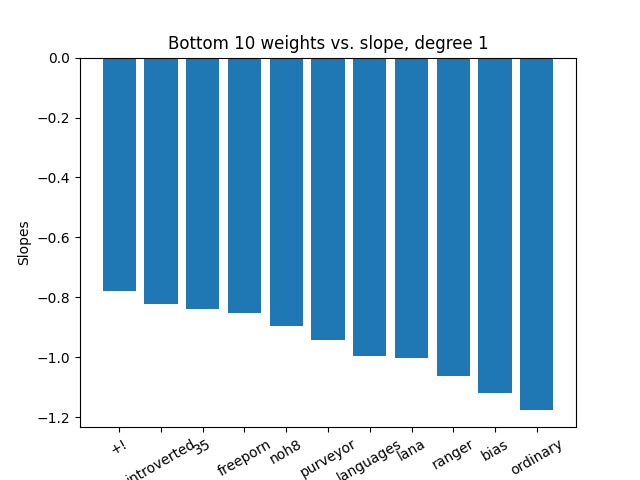 Bottom 10 weights vs. slope, degree 1
0.0
−0.2
−0.4
−0.6
−0.8
−1.0
−1.2
Slopes
+!
introverted
35
freeporn
noh8
purveyor
languages
lana
ranger
bias
ordinary